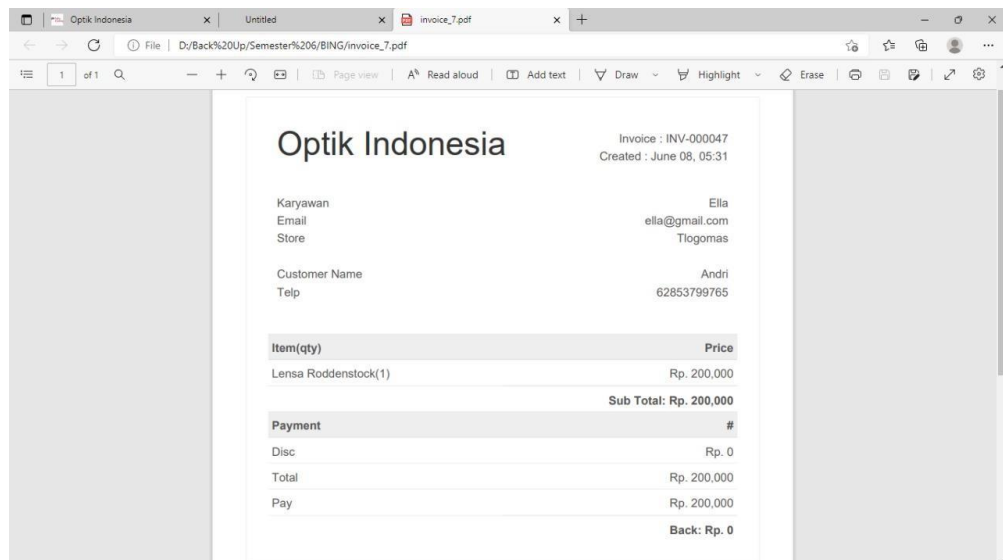 Optik Indonesia
Untitled
invoice_7.pdf
File
D:/Back%20Up/Semester%206/BING/invoice_7.pdf
1 of 1
Page view
Read aloud
Add text
Draw
Highlight
Erase
Optik Indonesia
Invoice : INV-000047
Created : June 08, 05:31
Karyawan Ella
Email ella@gmail.com
Store Tlogomas
Customer Name Andri
Telp 62853799765
Item(qty) Price
Lensa Roddenstock(1) Rp. 200,000
Sub Total: Rp. 200,000
Payment #
Disc Rp. 0
Total Rp. 200,000
Pay Rp. 200,000
Back: Rp. 0